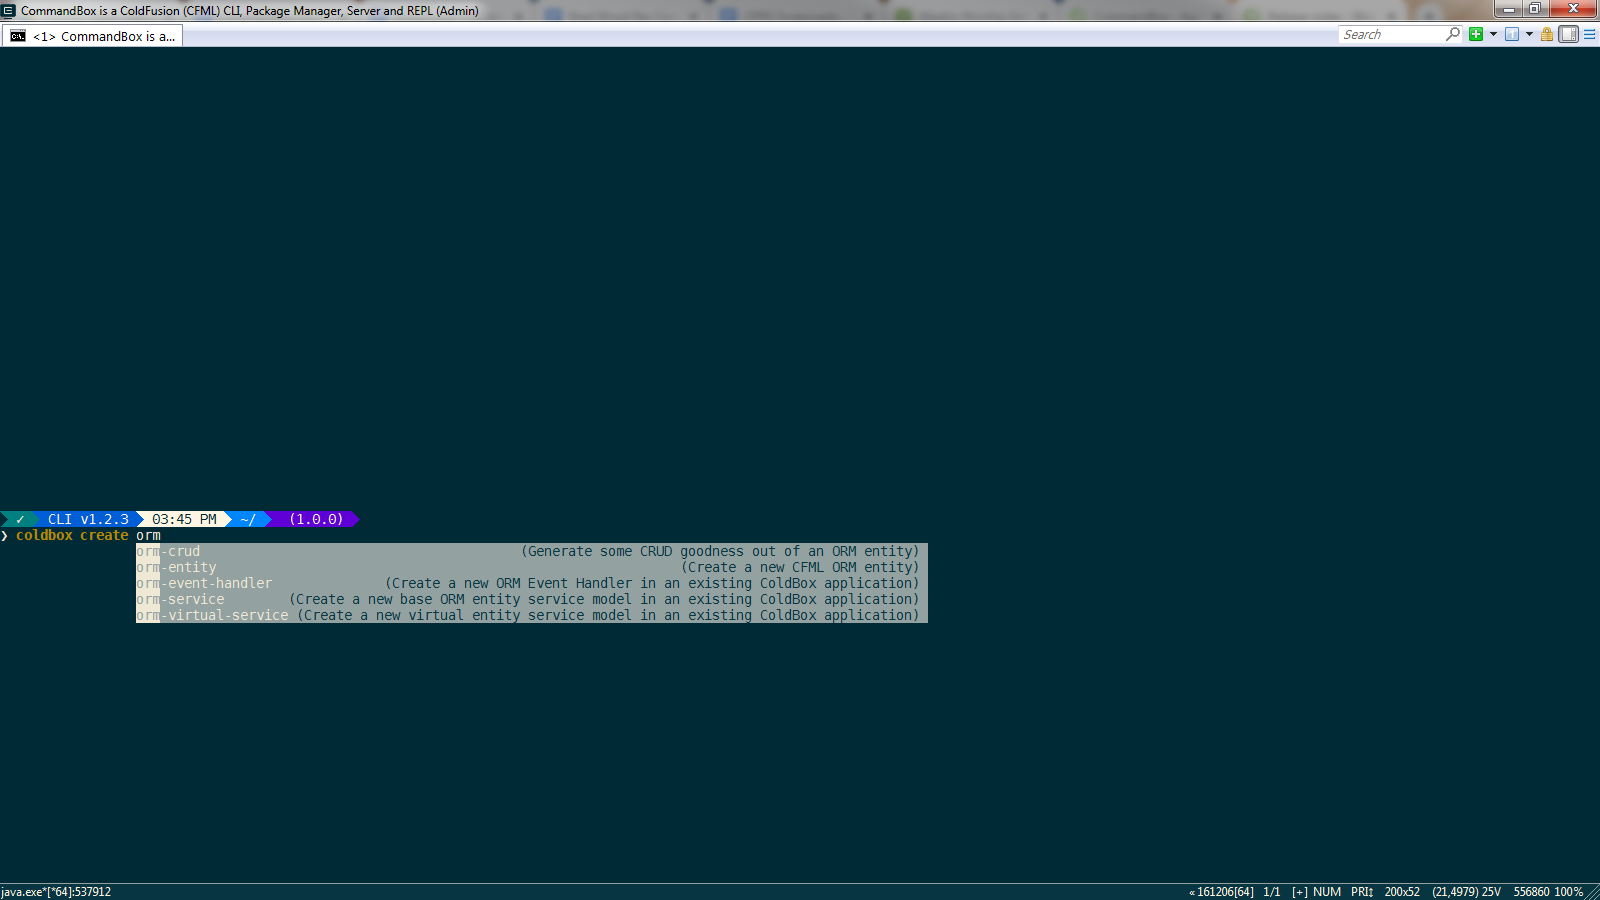 CommandBox is a ColdFusion (CFML) CLI, Package Manager, Server and REPL (Admin)
<1> CommandBox is a...
Search
✓ CLI v1.2.3 03:45 PM ~/ (1.0.0)
❯ coldbox create orm
orm-crud (Generate some CRUD goodness out of an ORM entity)
orm-entity (Create a new CFML ORM entity)
orm-event-handler (Create a new ORM Event Handler in an existing ColdBox application)
orm-service (Create a new base ORM entity service model in an existing ColdBox application)
orm-virtual-service (Create a new virtual entity service model in an existing ColdBox application)
java.exe*[*64]:537912 « 161206[64] 1/1 [+] NUM PRI↕ 200x52 (21,4979) 25V 556860 100%